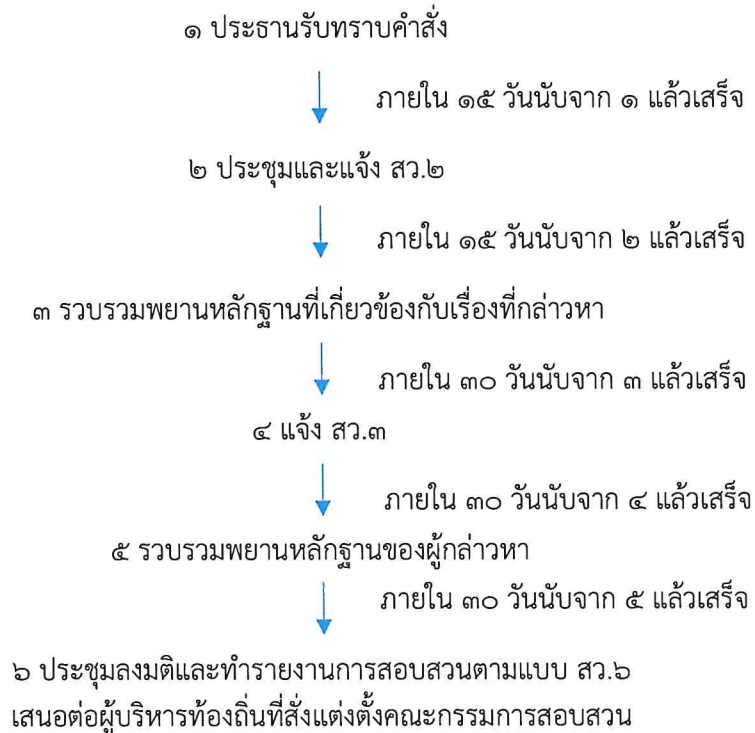 ๑ ประธานรับทราบคำสั่ง
ภายใน ๑๕ วันนับจาก ๑ แล้วเสร็จ
๒ ประชุมและแจ้ง สว.๒
ภายใน ๑๕ วันนับจาก ๒ แล้วเสร็จ
๓ รวบรวมพยานหลักฐานที่เกี่ยวข้องกับเรื่องที่กล่าวหา
ภายใน ๓๐ วันนับจาก ๓ แล้วเสร็จ
๔ แจ้ง สว.๓
ภายใน ๓๐ วันนับจาก ๔ แล้วเสร็จ
๕ รวบรวมพยานหลักฐานของผู้กล่าวหา
ภายใน ๓๐ วันนับจาก ๕ แล้วเสร็จ
๖ ประชุมลงมติและทำรายงานการสอบสวนตามแบบ สว.๖
เสนอต่อผู้บริหารท้องถิ่นที่สั่งแต่งตั้งคณะกรรมการสอบสวน